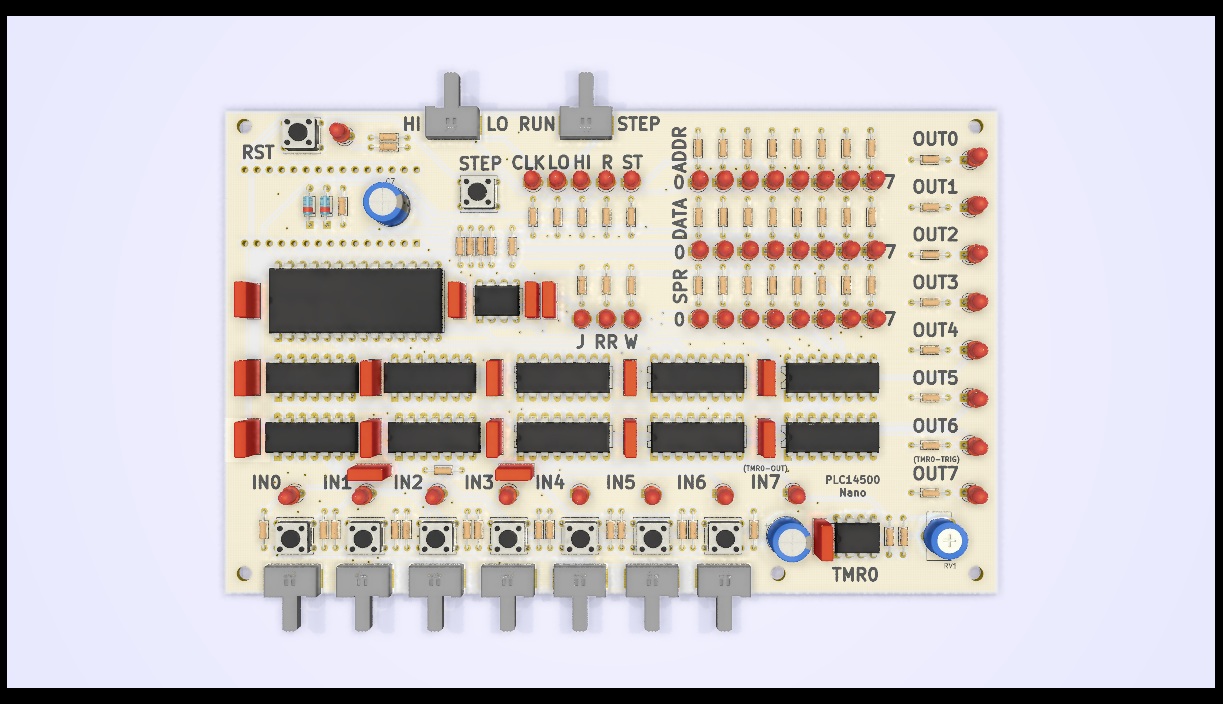 HI LO RUN STEP
RST
STEP CLK LO HI R ST
ADDR
0 7
DATA
0 7
SPR
0 7
J RR W
OUT0
OUT1
OUT2
OUT3
OUT4
OUT5
OUT6
(TMR0-TRIG)
OUT7
IN0 IN1 IN2 IN3 IN4 IN5 IN6 IN7
(TMR0-OUT)
PLC14500
Nano
TMR0
RV1